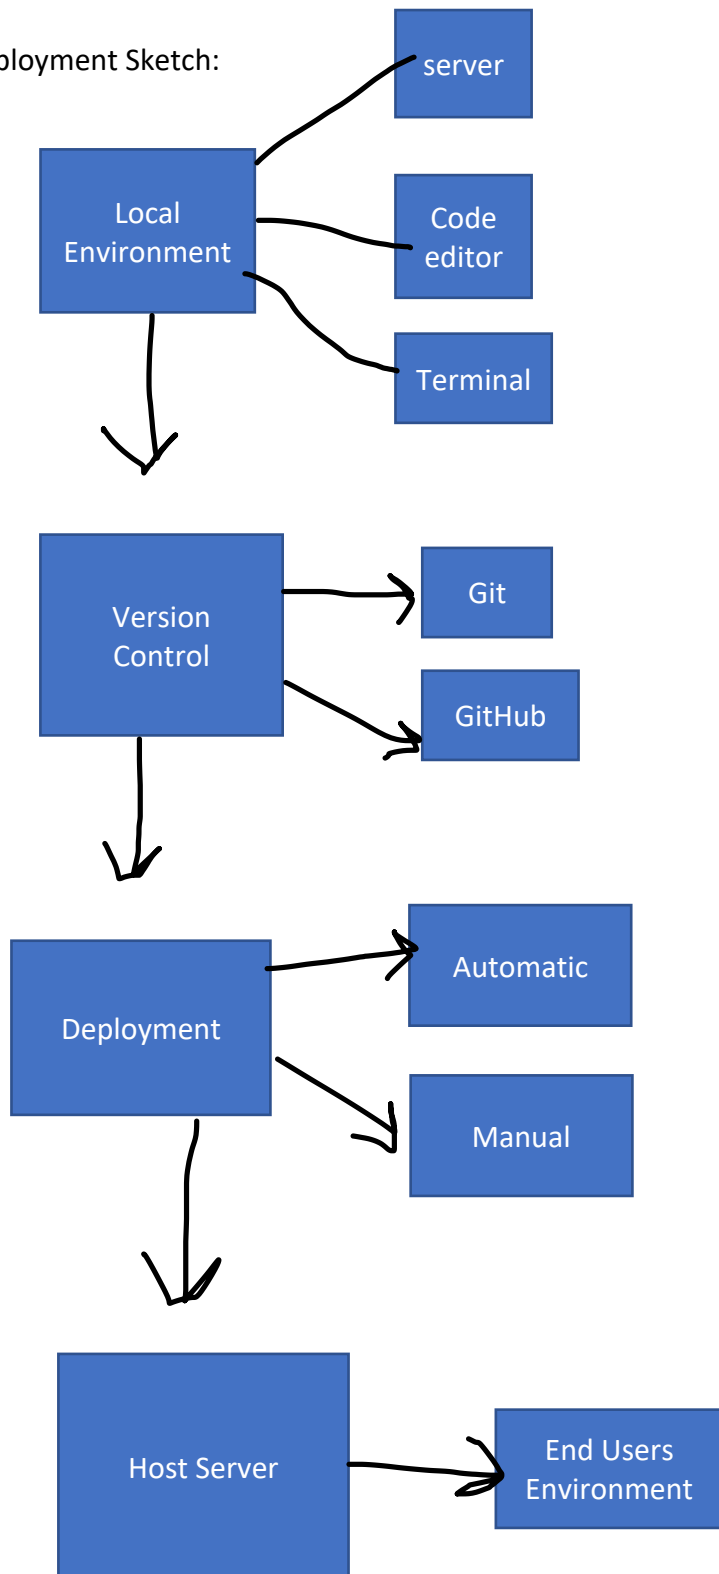 ployment Sketch:
server
Local
Environment
Code
editor
Terminal
Version
Control
Git
GitHub
Automatic
Deployment
Manual
Host Server
End Users
Environment